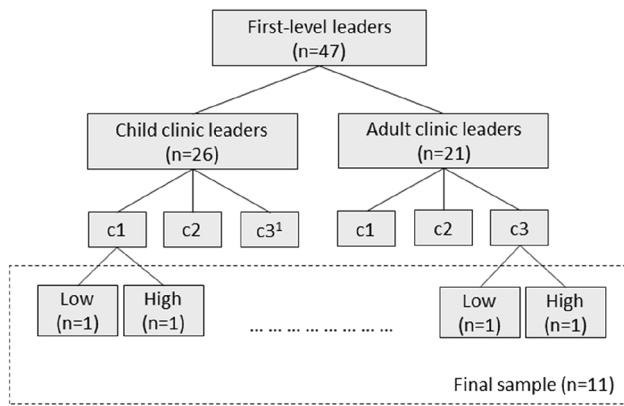 First-level leaders
(n=47)
Child clinic leaders
(n=26)
Adult clinic leaders
(n=21)
c1
c2
c3¹
c1
c2
c3
Low
(n=1)
High
(n=1)
… … … … … … … …
Low
(n=1)
High
(n=1)
Final sample (n=11)